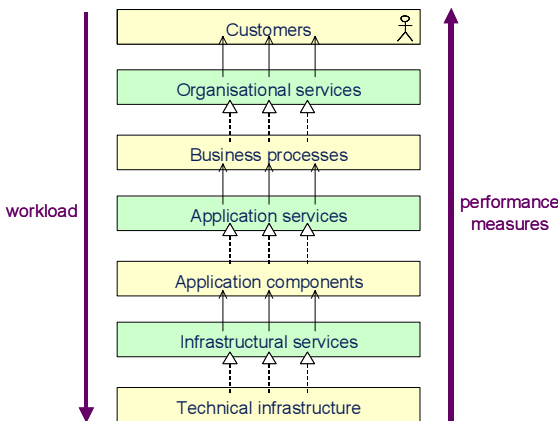 Customers
Organisational services
Business processes
workload
Application services
performance
measures
Application components
Infrastructural services
Technical infrastructure